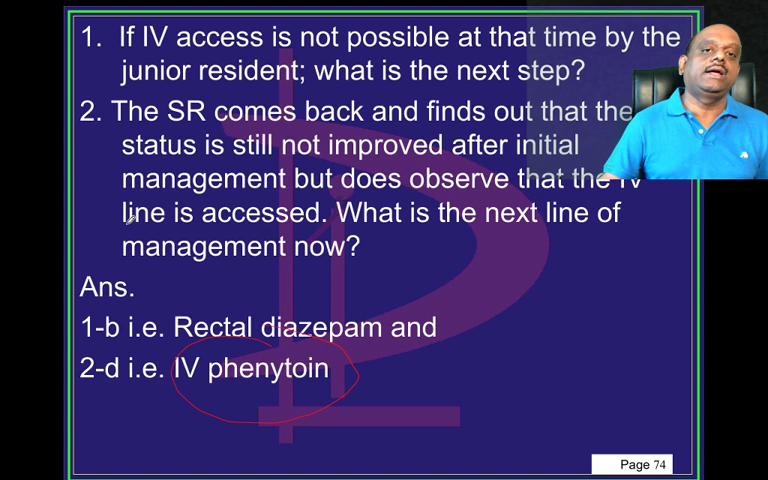 1. If IV access is not possible at that time by the
junior resident; what is the next step?
2. The SR comes back and finds out that the
status is still not improved after initial
management but does observe that the IV
line is accessed. What is the next line of
management now?
Ans.
1-b i.e. Rectal diazepam and
2-d i.e. IV phenytoin
Page 74